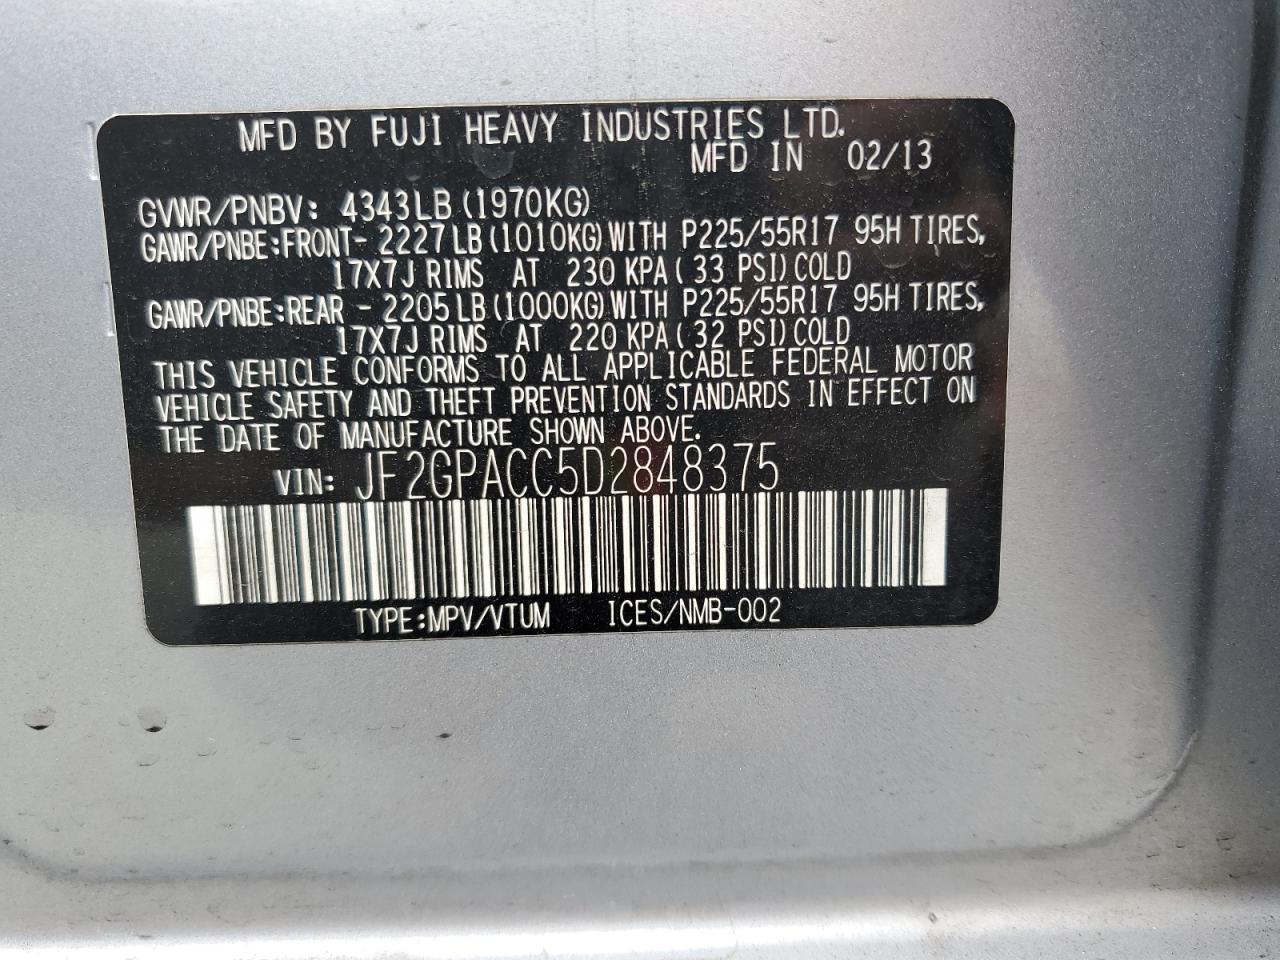 MFD BY FUJI HEAVY INDUSTRIES LTD.
MFD IN 02/13
GVWR/PNBV: 4343LB(1970KG)
GAWR/PNBE:FRONT- 2227LB(1010KG)WITH P225/55R17 95H TIRES,
17X7J RIMS AT 230 KPA( 33 PSI)COLD
GAWR/PNBE:REAR - 2205LB(1000KG)WITH P225/55R17 95H TIRES,
17X7J RIMS AT 220 KPA( 32 PSI)COLD
THIS VEHICLE CONFORMS TO ALL APPLICABLE FEDERAL MOTOR
VEHICLE SAFETY AND THEFT PREVENTION STANDARDS IN EFFECT ON
THE DATE OF MANUFACTURE SHOWN ABOVE.
VIN: JF2GPACC5D2848375
TYPE:MPV/VTUM ICES/NMB-002